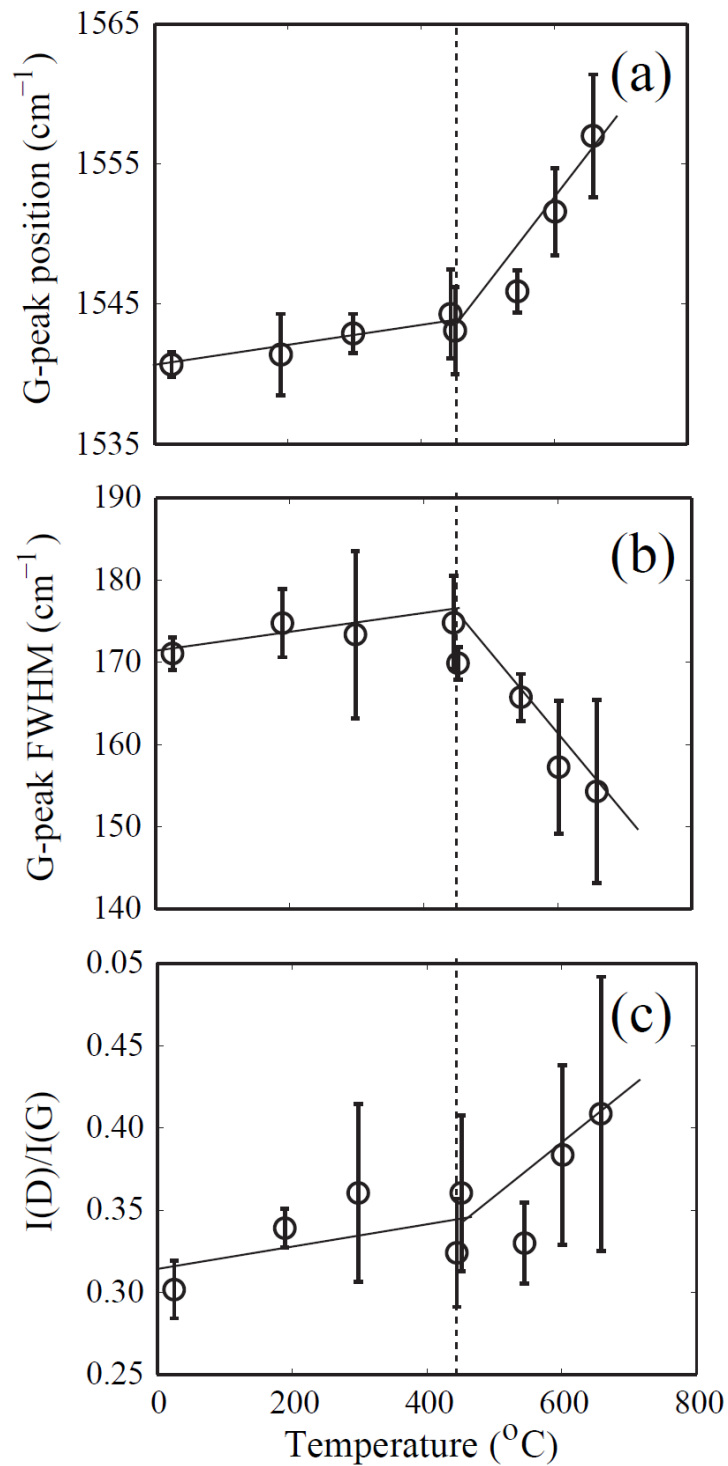 (a)
G-peak position (cm⁻¹)
1565
1555
1545
1535
(b)
G-peak FWHM (cm⁻¹)
190
180
170
160
150
140
(c)
I(D)/I(G)
0.05
0.45
0.40
0.35
0.30
0.25
0 200 400 600 800
Temperature (°C)